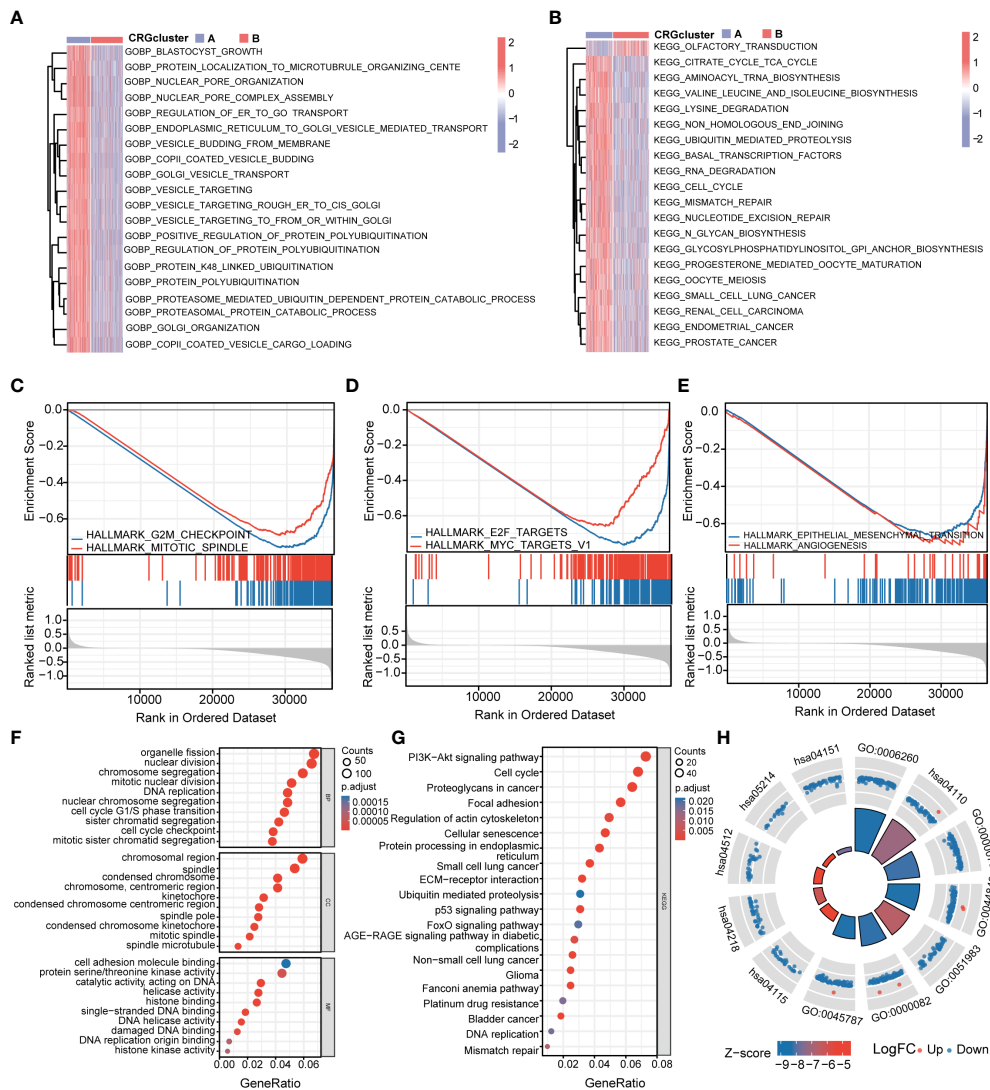 A
CRGcluster A B
GOBP_BLASTOCYST_GROWTH
GOBP_PROTEIN_LOCALIZATION_TO_MICROTUBRULE_ORGANIZING_CENTE
GOBP_NUCLEAR_PORE_ORGANIZATION
GOBP_NUCLEAR_PORE_COMPLEX_ASSEMBLY
GOBP_REGULATION_OF_ER_TO_GO TRANSPORT
GOBP_ENDOPLASMIC_RETICULUM_TO_GOLGI_VESICLE_MEDIATED_TRANSPORT
GOBP_VESICLE_BUDDING_FROM_MEMBRANE
GOBP_COPII_COATED_VESICLE_BUDDING
GOBP_GOLGI_VESICLE_TRANSPORT
GOBP_VESICLE_TARGETING
GOBP_VESICLE_TARGETING_ROUGH_ER_TO_CIS_GOLGI
GOBP_VESICLE_TARGETING_TO_FROM_OR_WITHIN_GOLGI
GOBP_POSITIVE_REGULATION_OF_PROTEIN_POLYUBIQUITINATION
GOBP_REGULATION_OF_PROTEIN_POLYUBIQUITINATION
GOBP_PROTEIN_K48_LINKED_UBIQUITINATION
GOBP_PROTEIN_POLYUBIQUITINATION
GOBP_PROTEASOME_MEDIATED_UBIQUITIN_DEPENDENT_PROTEIN_CATABOLIC_PROCESS
GOBP_PROTEASOMAL_PROTEIN_CATABOLIC_PROCESS
GOBP_GOLGI_ORGANIZATION
GOBP_COPII_COATED_VESICLE_CARGO_LOADING
2
1
0
−1
−2
B
CRGcluster A B
KEGG_OLFACTORY_TRANSDUCTION
KEGG_CITRATE_CYCLE_TCA_CYCLE
KEGG_AMINOACYL_TRNA_BIOSYNTHESIS
KEGG_VALINE_LEUCINE_AND_ISOLEUCINE_BIOSYNTHESIS
KEGG_LYSINE_DEGRADATION
KEGG_NON_HOMOLOGOUS_END_JOINING
KEGG_UBIQUITIN_MEDIATED_PROTEOLYSIS
KEGG_BASAL_TRANSCRIPTION_FACTORS
KEGG_RNA_DEGRADATION
KEGG_CELL_CYCLE
KEGG_MISMATCH_REPAIR
KEGG_NUCLEOTIDE_EXCISION_REPAIR
KEGG_N_GLYCAN_BIOSYNTHESIS
KEGG_GLYCOSYLPHOSPHATIDYLINOSITOL_GPI_ANCHOR_BIOSYNTHESIS
KEGG_PROGESTERONE_MEDIATED_OOCYTE_MATURATION
KEGG_OOCYTE_MEIOSIS
KEGG_SMALL_CELL_LUNG_CANCER
KEGG_RENAL_CELL_CARCINOMA
KEGG_ENDOMETRIAL_CANCER
KEGG_PROSTATE_CANCER
2
1
0
−1
−2
C
Enrichment Score
0.0
−0.2
−0.4
−0.6
HALLMARK_G2M_CHECKPOINT
HALLMARK_MITOTIC_SPINDLE
Ranked list metric
1.0
0.5
0.0
−0.5
−1.0
10000 20000 30000
Rank in Ordered Dataset
D
Enrichment Score
0.0
−0.2
−0.4
−0.6
HALLMARK_E2F_TARGETS
HALLMARK_MYC_TARGETS_V1
Ranked list metric
0.5
0.0
−0.5
−1.0
10000 20000 30000
Rank in Ordered Dataset
E
Enrichment Score
0.0
−0.2
−0.4
−0.6
HALLMARK_EPITHELIAL_MESENCHYMAL_TRANSITION
HALLMARK_ANGIOGENESIS
Ranked list metric
1.0
0.5
0.0
−0.5
−1.0
10000 20000 30000
Rank in Ordered Dataset
F
organelle fission
nuclear division
chromosome segregation
mitotic nuclear division
DNA replication
nuclear chromosome segregation
cell cycle G1/S phase transition
sister chromatid segregation
cell cycle checkpoint
mitotic sister chromatid segregation
BP
chromosomal region
spindle
condensed chromosome
chromosome, centromeric region
kinetochore
condensed chromosome centromeric region
spindle pole
condensed chromosome kinetochore
mitotic spindle
spindle microtubule
CC
cell adhesion molecule binding
protein serine/threonine kinase activity
catalytic activity, acting on DNA
helicase activity
histone binding
single−stranded DNA binding
DNA helicase activity
damaged DNA binding
DNA replication origin binding
histone kinase activity
MF
0.00 0.02 0.04 0.06
GeneRatio
Counts
50
100
p.adjust
0.00015
0.00010
0.00005
G
PI3K−Akt signaling pathway
Cell cycle
Proteoglycans in cancer
Focal adhesion
Regulation of actin cytoskeleton
Cellular senescence
Protein processing in endoplasmic
reticulum
Small cell lung cancer
ECM−receptor interaction
Ubiquitin mediated proteolysis
p53 signaling pathway
FoxO signaling pathway
AGE−RAGE signaling pathway in diabetic
complications
Non−small cell lung cancer
Glioma
Fanconi anemia pathway
Platinum drug resistance
Bladder cancer
DNA replication
Mismatch repair
KEGG
0.00 0.02 0.04 0.06 0.08
GeneRatio
Counts
20
40
p.adjust
0.020
0.015
0.010
0.005
H
GO:0006260
hsa04110
GO:0051983
GO:0000082
GO:0045787
hsa04115
hsa04218
hsa04512
hsa05214
hsa04151
Z−score
−9 −8 −7 −6 −5
LogFC Up Down